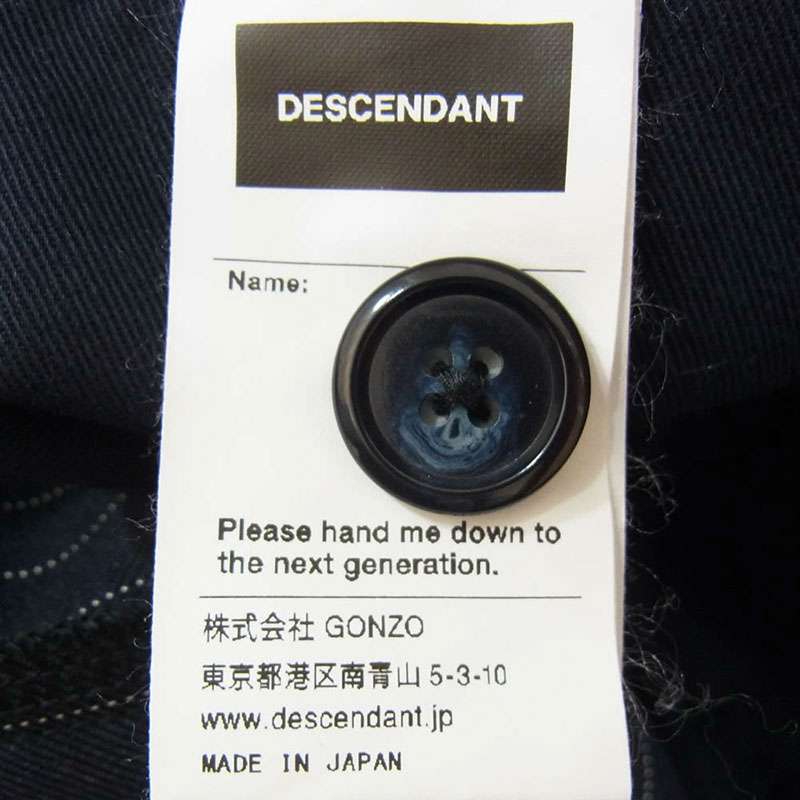 DESCENDANT
Name:
Please hand me down to
the next generation.
株式会社 GONZO
東京都港区南青山 5-3-10
www.descendant.jp
MADE IN JAPAN